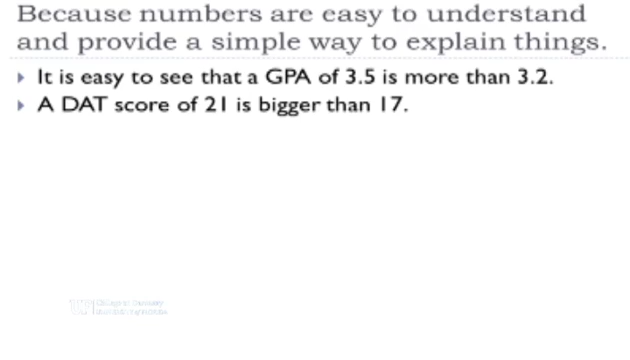 Because numbers are easy to understand
and provide a simple way to explain things.
It is easy to see that a GPA of 3.5 is more than 3.2.
A DAT score of 21 is bigger than 17.